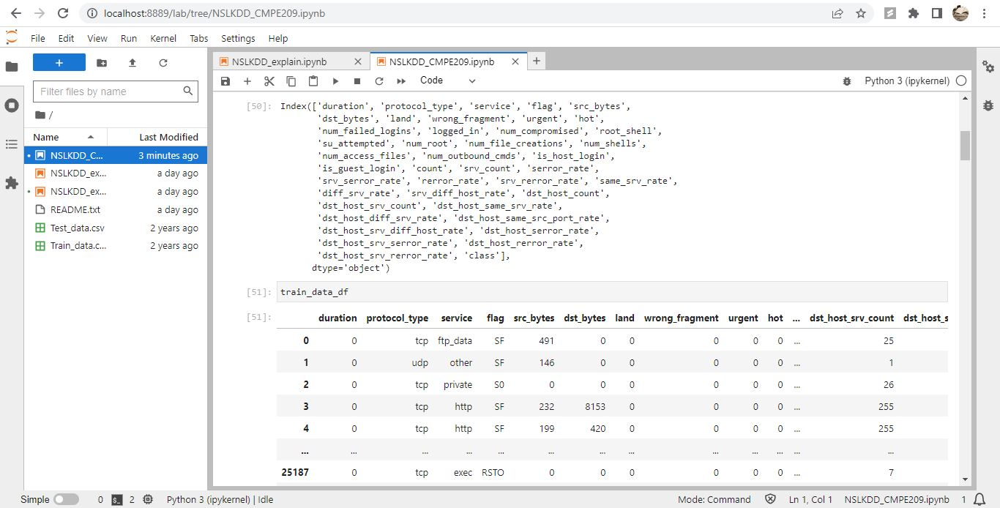 localhost:8889/lab/tree/NSLKDD_CMPE209.ipynb
File Edit View Run Kernel Tabs Settings Help
Filter files by name
/
Name Last Modified
NSLKDD_C... 3 minutes ago
NSLKDD_ex... a day ago
NSLKDD_ex... a day ago
README.txt a day ago
Test_data.csv 2 years ago
Train_data.c... 2 years ago
NSLKDD_explain.ipynb NSLKDD_CMPE209.ipynb
Code Python 3 (ipykernel)
[50]: Index(['duration', 'protocol_type', 'service', 'flag', 'src_bytes',
'dst_bytes', 'land', 'wrong_fragment', 'urgent', 'hot',
'num_failed_logins', 'logged_in', 'num_compromised', 'root_shell',
'su_attempted', 'num_root', 'num_file_creations', 'num_shells',
'num_access_files', 'num_outbound_cmds', 'is_host_login',
'is_guest_login', 'count', 'srv_count', 'serror_rate',
'srv_serror_rate', 'rerror_rate', 'srv_rerror_rate', 'same_srv_rate',
'diff_srv_rate', 'srv_diff_host_rate', 'dst_host_count',
'dst_host_srv_count', 'dst_host_same_srv_rate',
'dst_host_diff_srv_rate', 'dst_host_same_src_port_rate',
'dst_host_srv_diff_host_rate', 'dst_host_serror_rate',
'dst_host_srv_serror_rate', 'dst_host_rerror_rate',
'dst_host_srv_rerror_rate', 'class'],
dtype='object')
[51]: train_data_df
[51]: duration protocol_type service flag src_bytes dst_bytes land wrong_fragment urgent hot ... dst_host_srv_count dst_host_s
0 0 tcp ftp_data SF 491 0 0 0 0 0 ... 25
1 0 udp other SF 146 0 0 0 0 0 ... 1
2 0 tcp private S0 0 0 0 0 0 0 ... 26
3 0 tcp http SF 232 8153 0 0 0 0 ... 255
4 0 tcp http SF 199 420 0 0 0 0 ... 255
... ... ... ... ... ... ... ... ... ... ... ... ...
25187 0 tcp exec RSTO 0 0 0 0 0 0 ... 7
Simple 0 2 Python 3 (ipykernel) | Idle Mode: Command Ln 1, Col 1 NSLKDD_CMPE209.ipynb 1